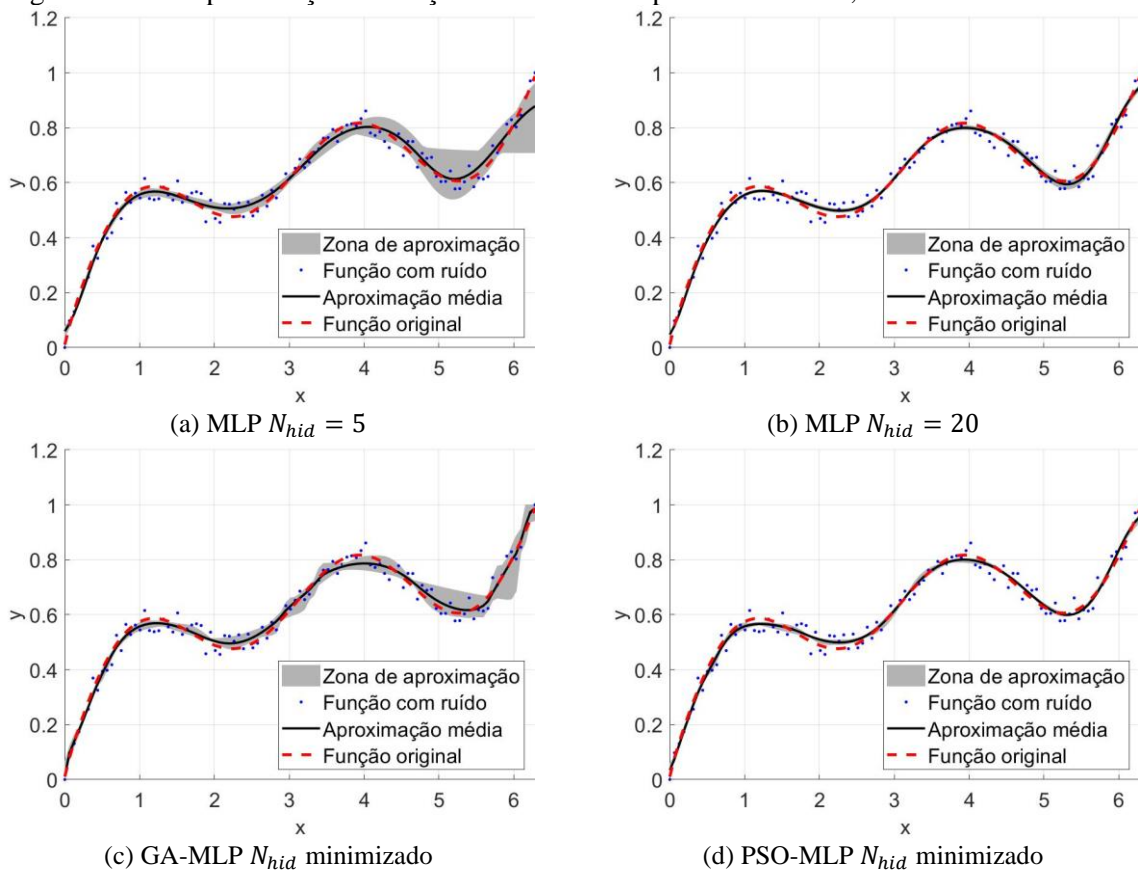 1.2
1
0.8
0.6
0.4
0.2
0
y
0 1 2 3 4 5 6
x
Zona de aproximação
Função com ruído
Aproximação média
Função original
(a) MLP N_hid = 5
1.2
1
0.8
0.6
0.4
0.2
0
y
0 1 2 3 4 5 6
x
Zona de aproximação
Função com ruído
Aproximação média
Função original
(b) MLP N_hid = 20
1.2
1
0.8
0.6
0.4
0.2
0
y
0 1 2 3 4 5 6
x
Zona de aproximação
Função com ruído
Aproximação média
Função original
(c) GA-MLP N_hid minimizado
1.2
1
0.8
0.6
0.4
0.2
0
y
0 1 2 3 4 5 6
x
Zona de aproximação
Função com ruído
Aproximação média
Função original
(d) PSO-MLP N_hid minimizado